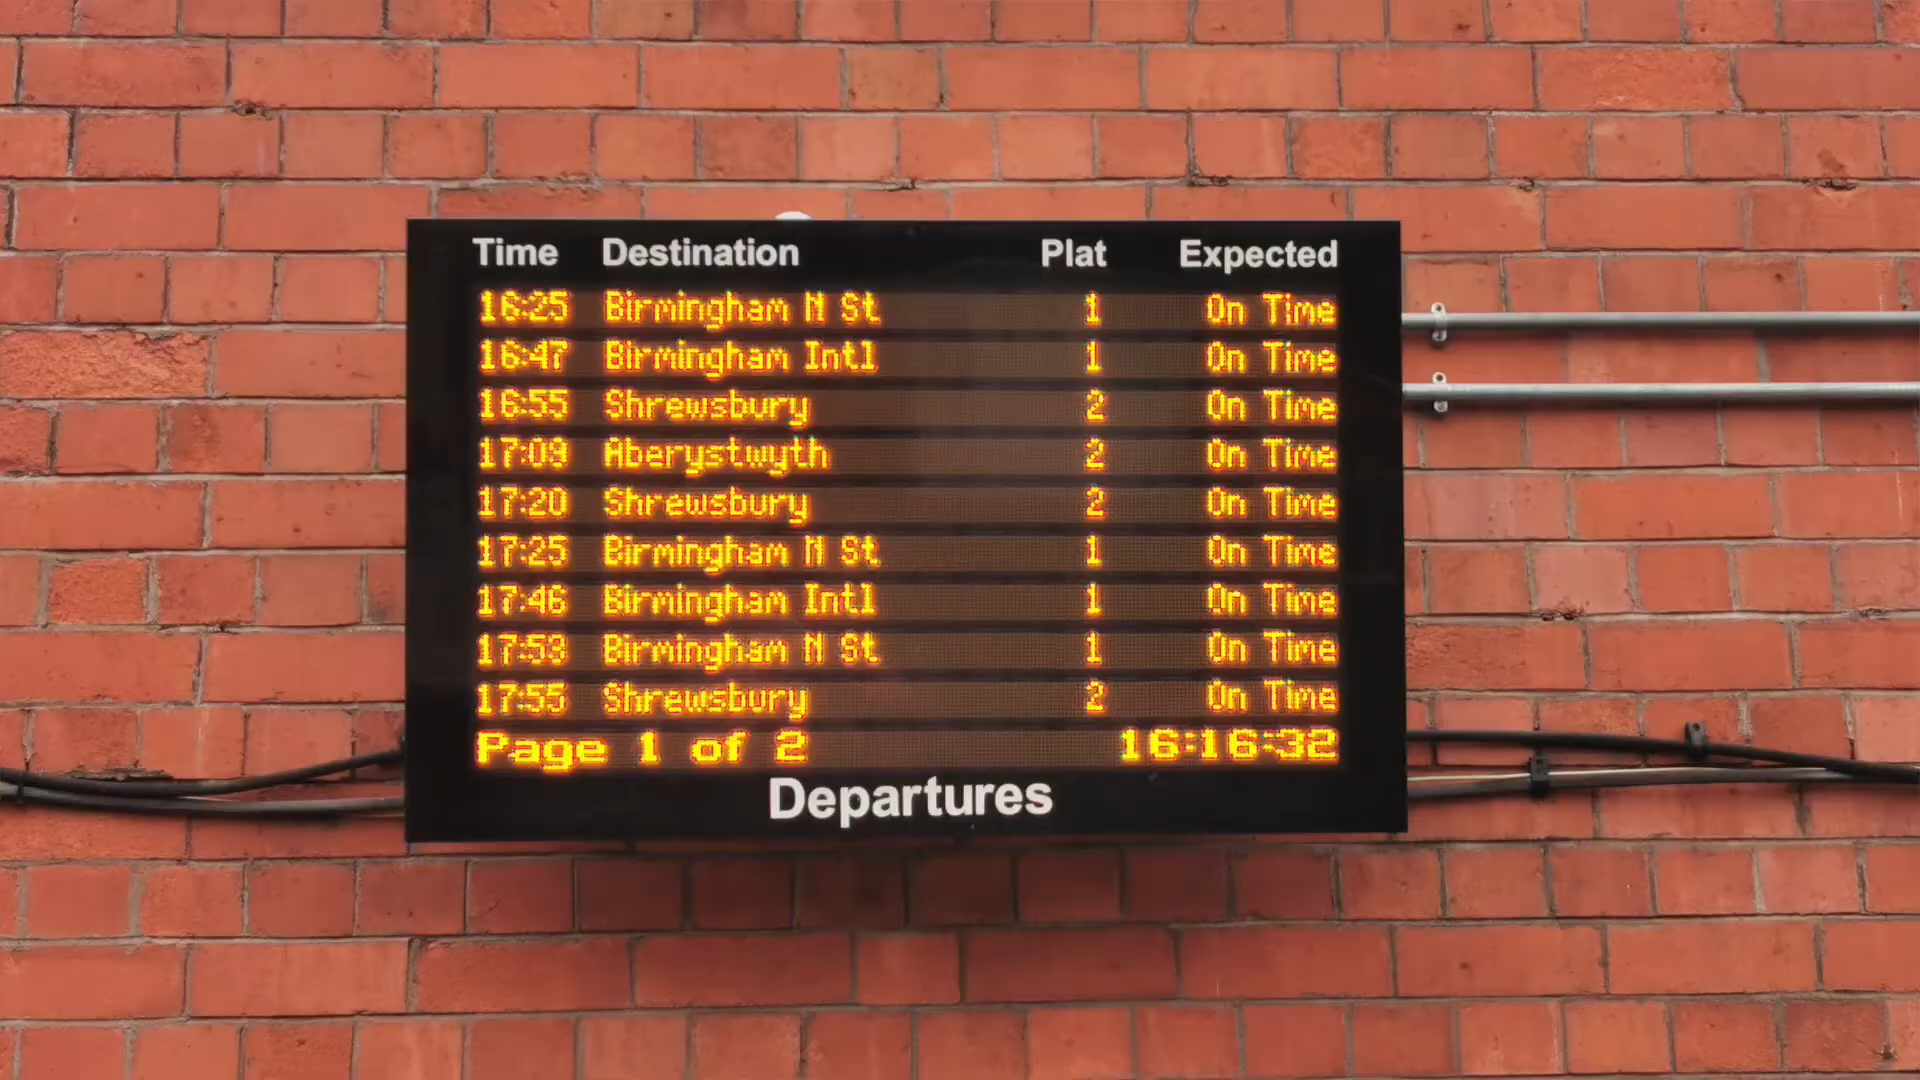 Time Destination Plat Expected
16:25 Birmingham N St 1 On Time
16:47 Birmingham Intl 1 On Time
16:55 Shrewsbury 2 On Time
17:09 Aberystwyth 2 On Time
17:20 Shrewsbury 2 On Time
17:25 Birmingham N St 1 On Time
17:46 Birmingham Intl 1 On Time
17:53 Birmingham N St 1 On Time
17:55 Shrewsbury 2 On Time
Page 1 of 2 16:16:32
Departures